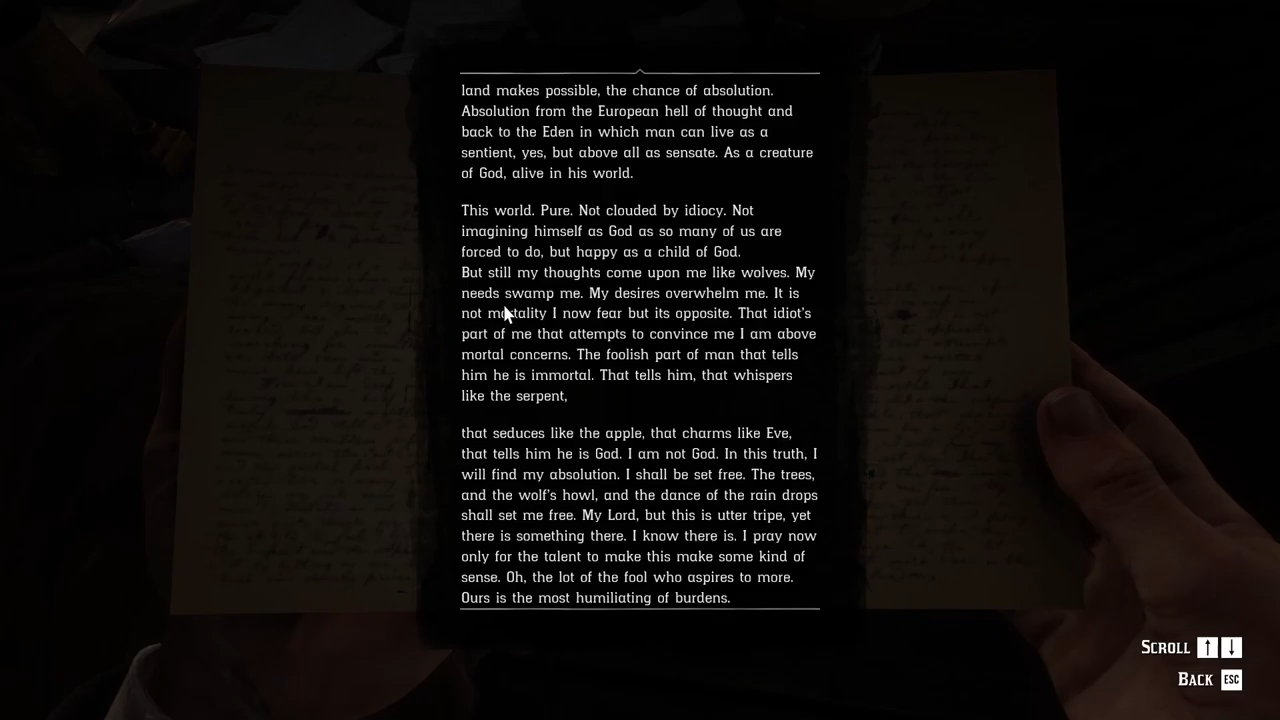 land makes possible, the chance of absolution.
Absolution from the European hell of thought and
back to the Eden in which man can live as a
sentient, yes, but above all as sensate. As a creature
of God, alive in his world.
This world. Pure. Not clouded by idiocy. Not
imagining himself as God as so many of us are
forced to do, but happy as a child of God.
But still my thoughts come upon me like wolves. My
needs swamp me. My desires overwhelm me. It is
not mortality I now fear but its opposite. That idiot's
part of me that attempts to convince me I am above
mortal concerns. The foolish part of man that tells
him he is immortal. That tells him, that whispers
like the serpent,
that seduces like the apple, that charms like Eve,
that tells him he is God. I am not God. In this truth, I
will find my absolution. I shall be set free. The trees,
and the wolf's howl, and the dance of the rain drops
shall set me free. My Lord, but this is utter tripe, yet
there is something there. I know there is. I pray now
only for the talent to make this make some kind of
sense. Oh, the lot of the fool who aspires to more.
Ours is the most humiliating of burdens.
Scroll ↑ ↓
Back ESC